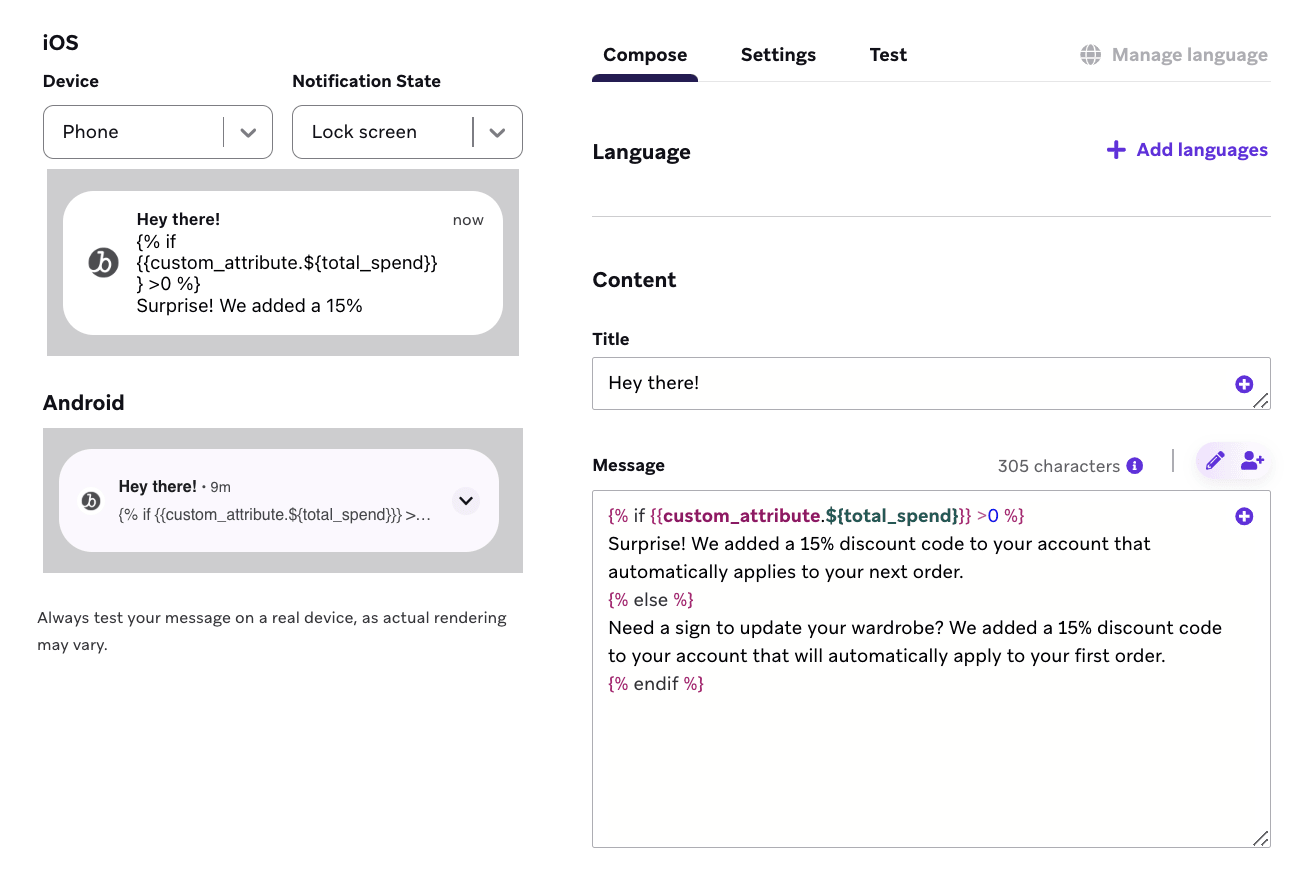 iOS
Device
Notification State
Phone
Lock screen
Hey there!
now
{% if
{{custom_attribute.${total_spend}}
} >0 %}
Surprise! We added a 15%
Android
Hey there! • 9m
{% if {{custom_attribute.${total_spend}}} >...
Always test your message on a real device, as actual rendering
may vary.
Compose
Settings
Test
Manage language
Language
Add languages
Content
Title
Hey there!
Message
305 characters
{% if {{custom_attribute.${total_spend}}} >0 %}
Surprise! We added a 15% discount code to your account that
automatically applies to your next order.
{% else %}
Need a sign to update your wardrobe? We added a 15% discount code
to your account that will automatically apply to your first order.
{% endif %}